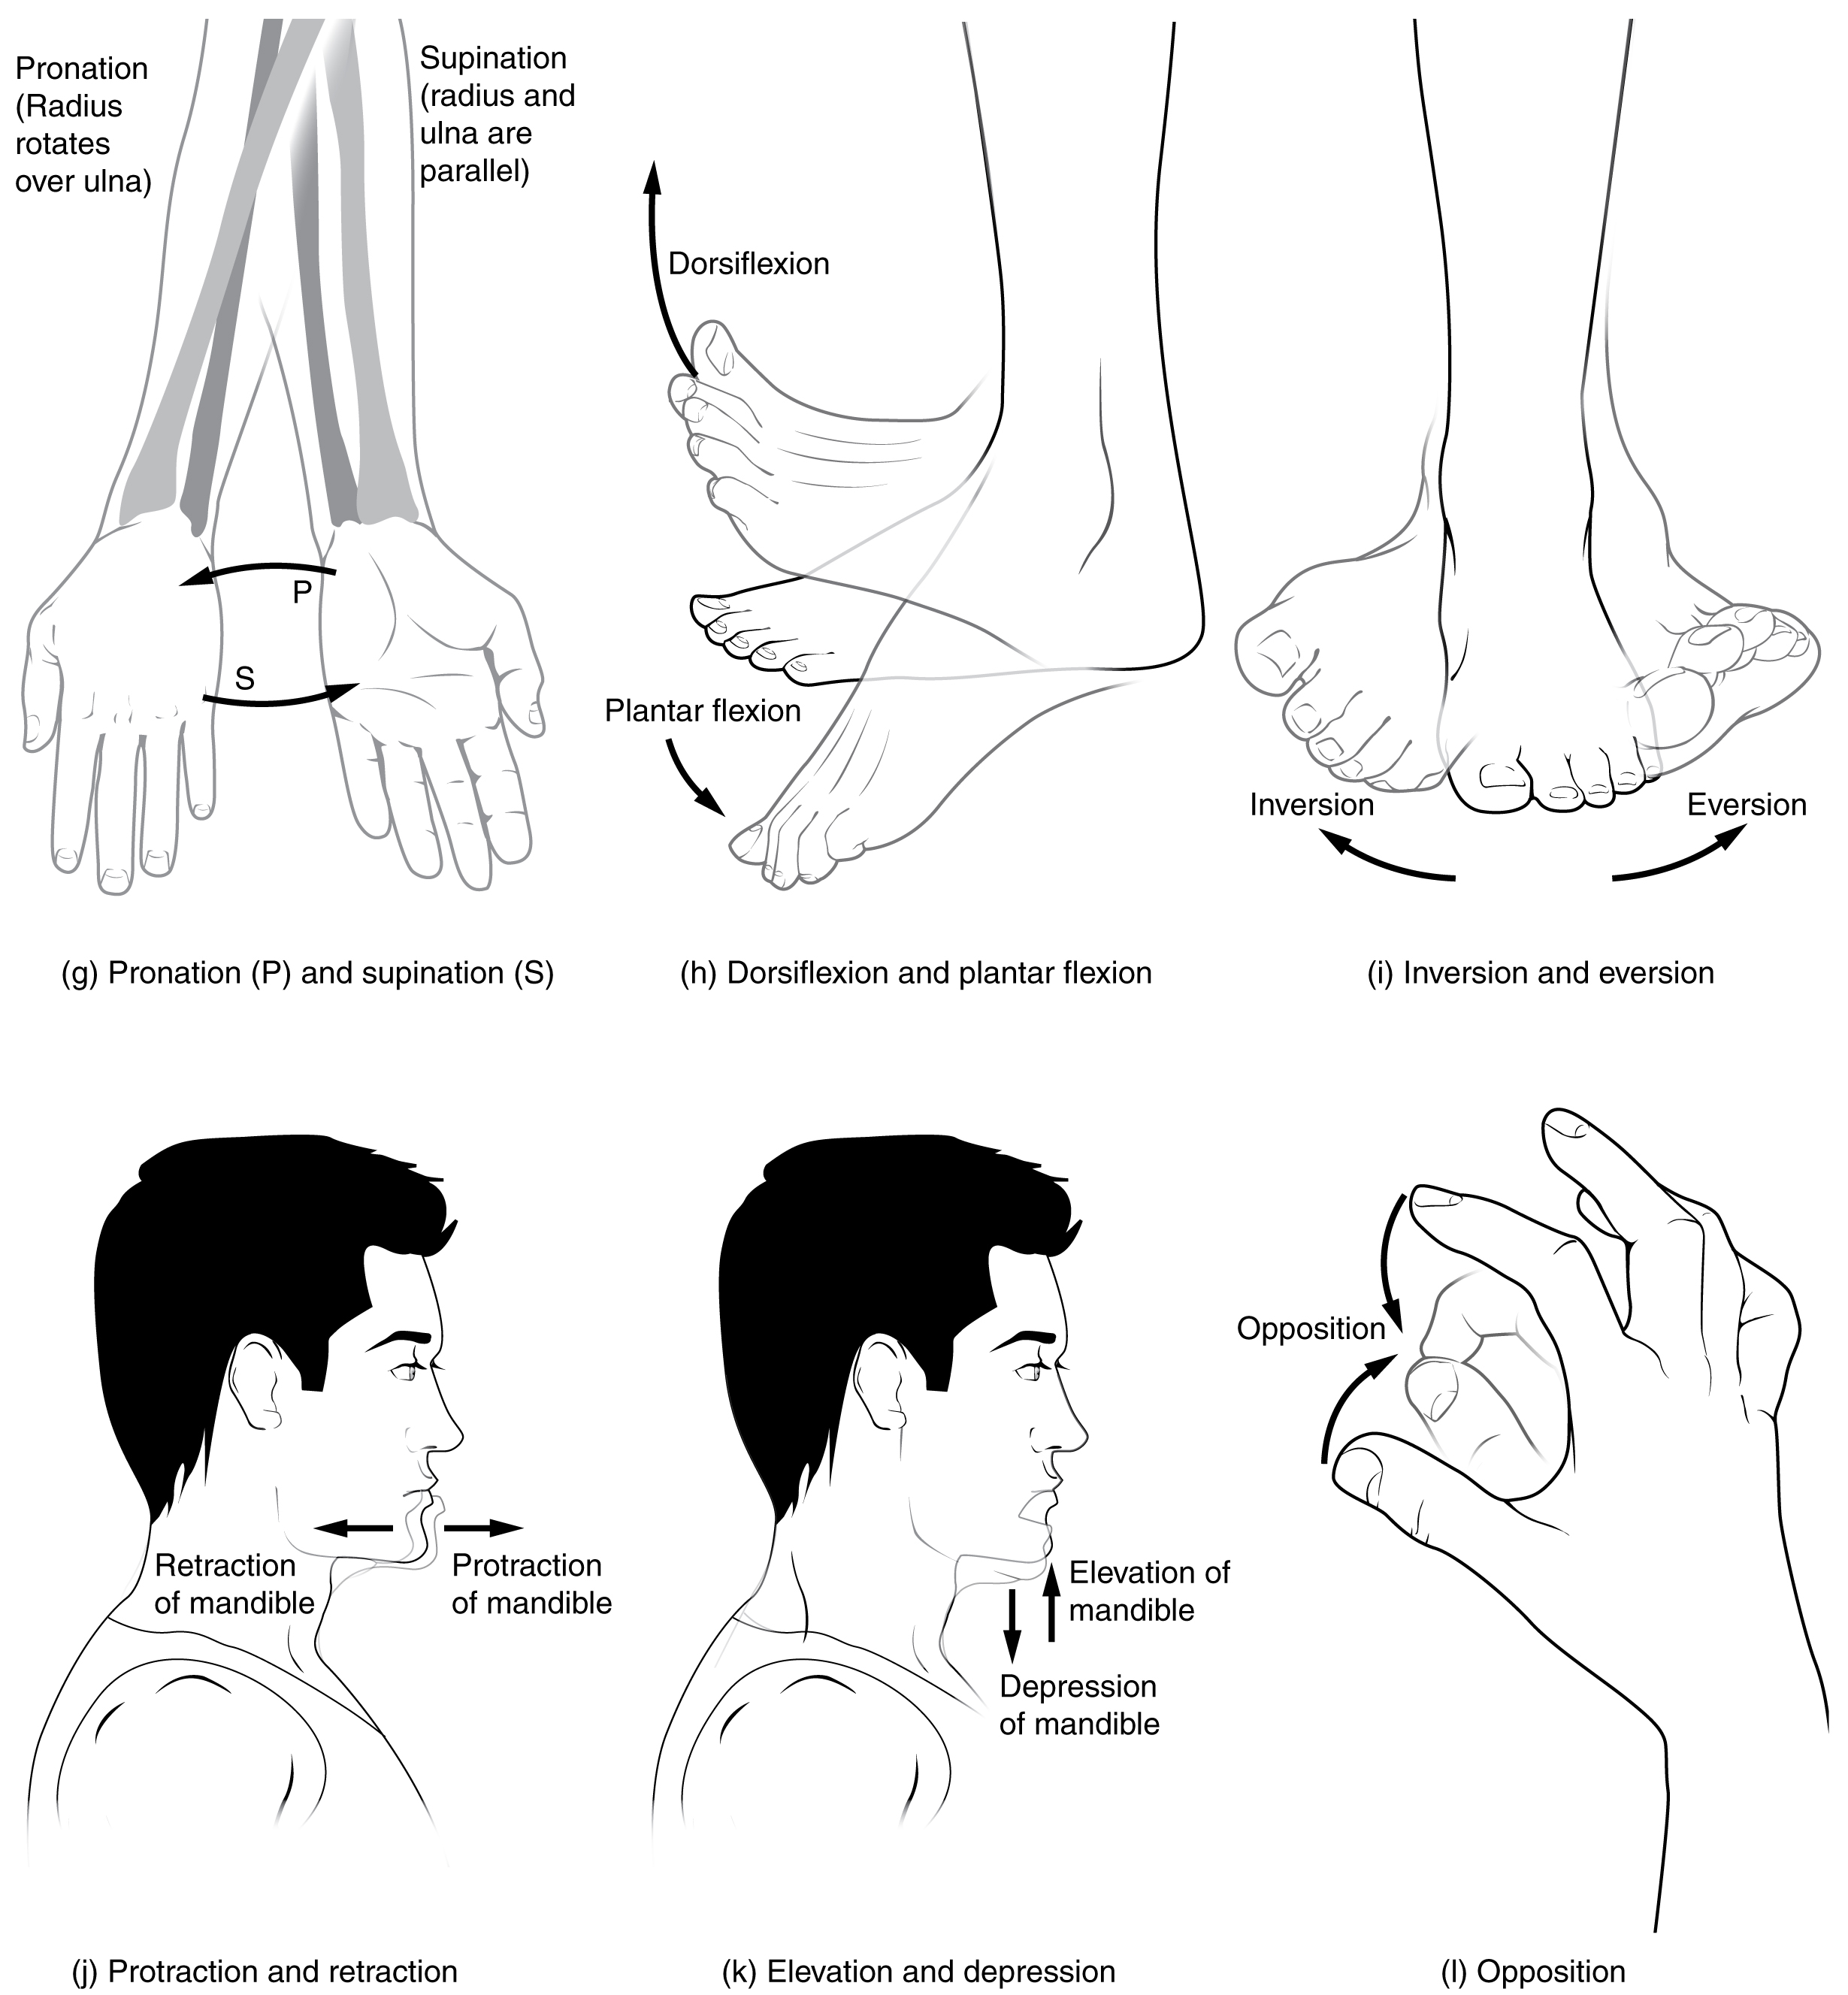 Pronation
(Radius
rotates
over ulna)
Supination
(radius and
ulna are
parallel)
P
S
(g) Pronation (P) and supination (S)
Dorsiflexion
Plantar flexion
(h) Dorsiflexion and plantar flexion
Inversion
Eversion
(i) Inversion and eversion
Retraction
of mandible
Protraction
of mandible
(j) Protraction and retraction
Elevation of
mandible
Depression
of mandible
(k) Elevation and depression
Opposition
(l) Opposition